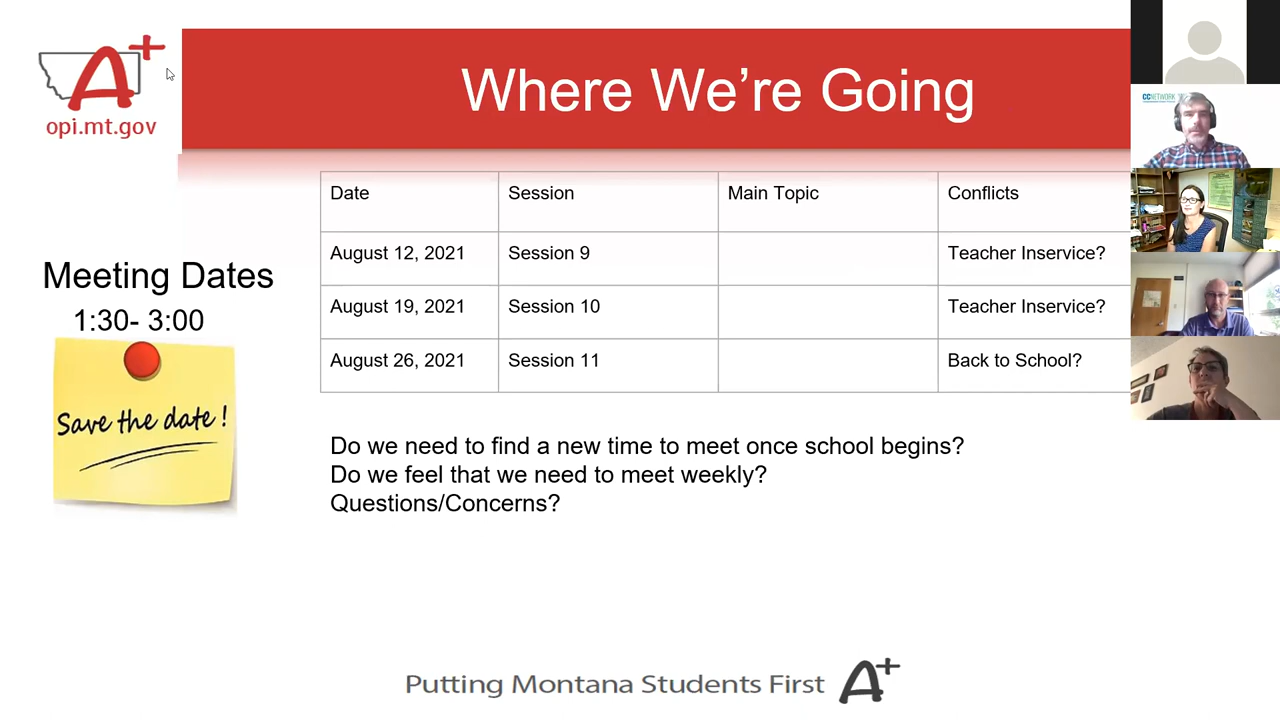 A+
opi.mt.gov
Where We're Going
Meeting Dates
1:30- 3:00
Save the date!
Date Session Main Topic Conflicts
August 12, 2021 Session 9 Teacher Inservice?
August 19, 2021 Session 10 Teacher Inservice?
August 26, 2021 Session 11 Back to School?
Do we need to find a new time to meet once school begins?
Do we feel that we need to meet weekly?
Questions/Concerns?
Putting Montana Students First A+
CCNETWORK